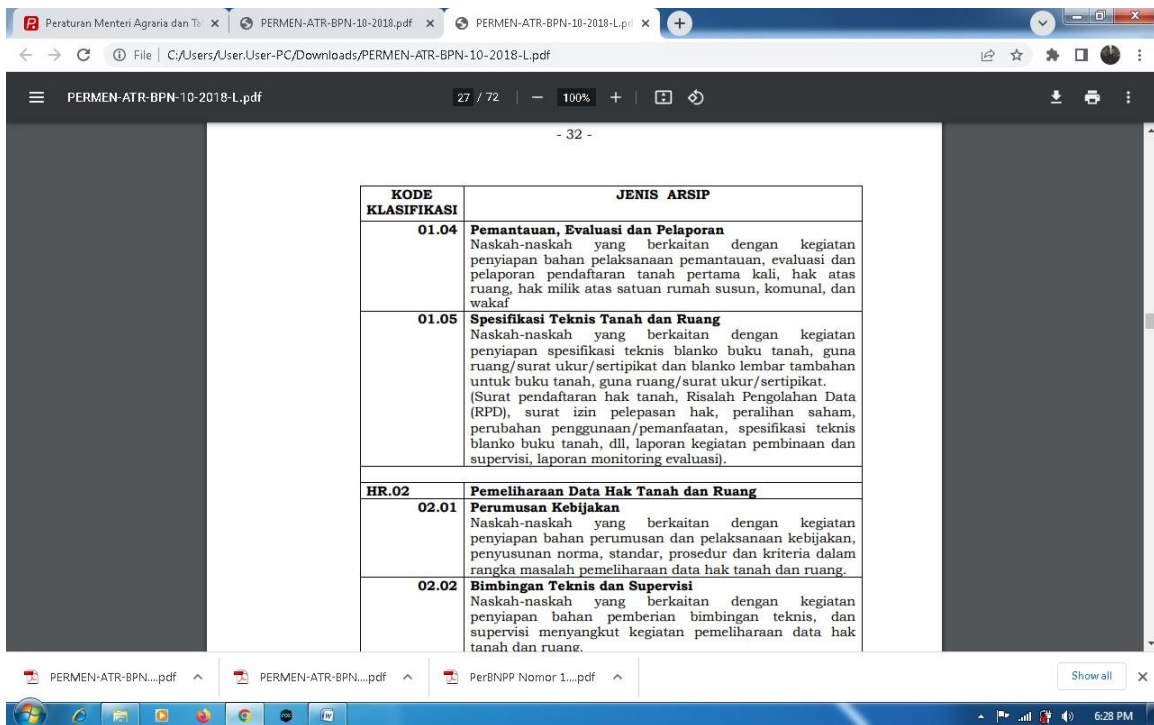 Peraturan Menteri Agraria dan Ta
PERMEN-ATR-BPN-10-2018.pdf
PERMEN-ATR-BPN-10-2018-L.pd
File | C:/Users/User.User-PC/Downloads/PERMEN-ATR-BPN-10-2018-L.pdf
PERMEN-ATR-BPN-10-2018-L.pdf
27 / 72 | − 100% +
- 32 -
KODE
KLASIFIKASI
JENIS ARSIP
01.04 Pemantauan, Evaluasi dan Pelaporan
Naskah-naskah yang berkaitan dengan kegiatan
penyiapan bahan pelaksanaan pemantauan, evaluasi dan
pelaporan pendaftaran tanah pertama kali, hak atas
ruang, hak milik atas satuan rumah susun, komunal, dan
wakaf
01.05 Spesifikasi Teknis Tanah dan Ruang
Naskah-naskah yang berkaitan dengan kegiatan
penyiapan spesifikasi teknis blanko buku tanah, guna
ruang/surat ukur/sertipikat dan blanko lembar tambahan
untuk buku tanah, guna ruang/surat ukur/sertipikat.
(Surat pendaftaran hak tanah, Risalah Pengolahan Data
(RPD), surat izin pelepasan hak, peralihan saham,
perubahan penggunaan/pemanfaatan, spesifikasi teknis
blanko buku tanah, dll, laporan kegiatan pembinaan dan
supervisi, laporan monitoring evaluasi).
HR.02 Pemeliharaan Data Hak Tanah dan Ruang
02.01 Perumusan Kebijakan
Naskah-naskah yang berkaitan dengan kegiatan
penyiapan bahan perumusan dan pelaksanaan kebijakan,
penyusunan norma, standar, prosedur dan kriteria dalam
rangka masalah pemeliharaan data hak tanah dan ruang.
02.02 Bimbingan Teknis dan Supervisi
Naskah-naskah yang berkaitan dengan kegiatan
penyiapan bahan pemberian bimbingan teknis, dan
supervisi menyangkut kegiatan pemeliharaan data hak
tanah dan ruang.
PERMEN-ATR-BPN....pdf
PERMEN-ATR-BPN....pdf
PerBNPP Nomor 1....pdf
Show all
6:28 PM